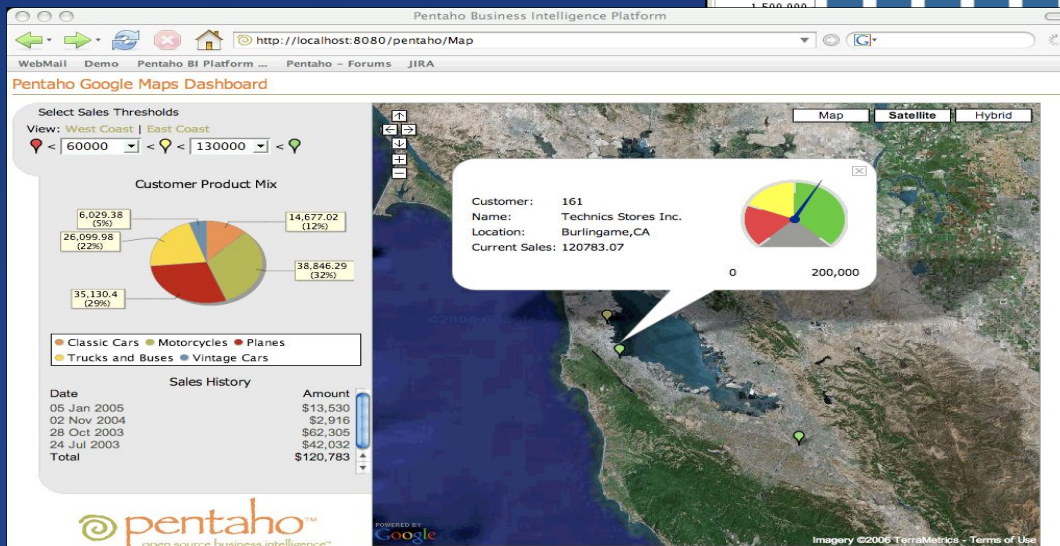 1,500,000
Pentaho Business Intelligence Platform
http://localhost:8080/pentaho/Map
G
WebMail Demo Pentaho BI Platform ... Pentaho - Forums JIRA
Pentaho Google Maps Dashboard
Select Sales Thresholds
View: West Coast | East Coast
< 60000 < < 130000 <
Customer Product Mix
6,029.38
(5%)
14,677.02
(12%)
26,099.98
(22%)
38,846.29
(32%)
35,130.4
(29%)
Classic Cars Motorcycles Planes
Trucks and Buses Vintage Cars
Sales History
Date Amount
05 Jan 2005 $13,530
02 Nov 2004 $2,916
28 Oct 2003 $62,305
24 Jul 2003 $42,032
Total $120,783
pentaho™
open source business intelligence™
Map Satellite Hybrid
Customer: 161
Name: Technics Stores Inc.
Location: Burlingame,CA
Current Sales: 120783.07
0 200,000
©2006 Google
POWERED BY
Google
Imagery ©2006 TerraMetrics - Terms of Use